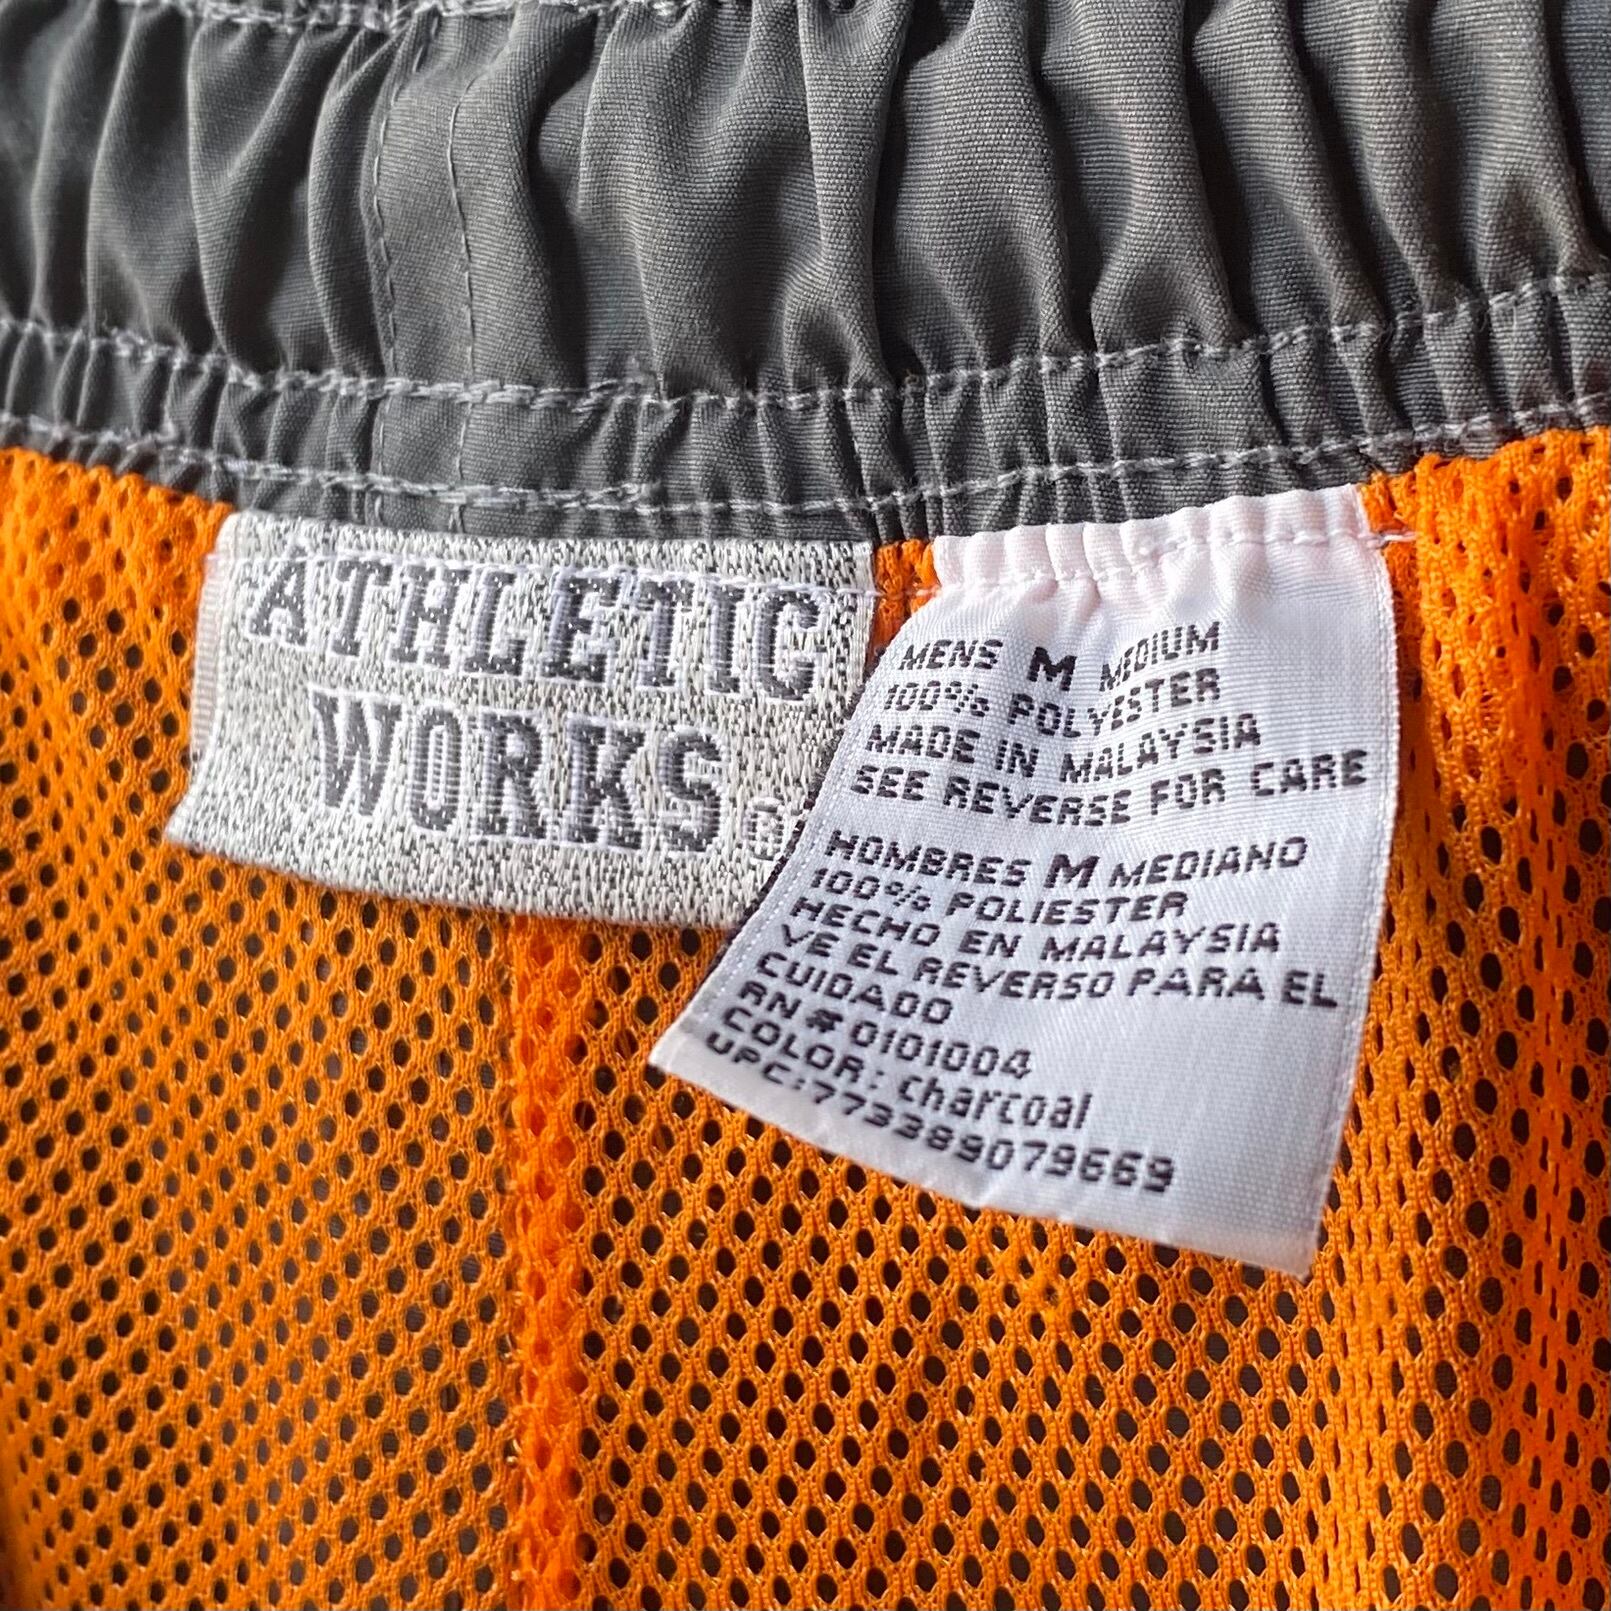 ATHLETIC
WORKS®
MENS M MEDIUM
100% POLYESTER
MADE IN MALAYSIA
SEE REVERSE FOR CARE
HOMBRES M MEDIANO
100% POLIESTER
HECHO EN MALAYSIA
VE EL REVERSO PARA EL
CUIDADO
RN#0101004
COLOR: charcoal
UPC:773389079669